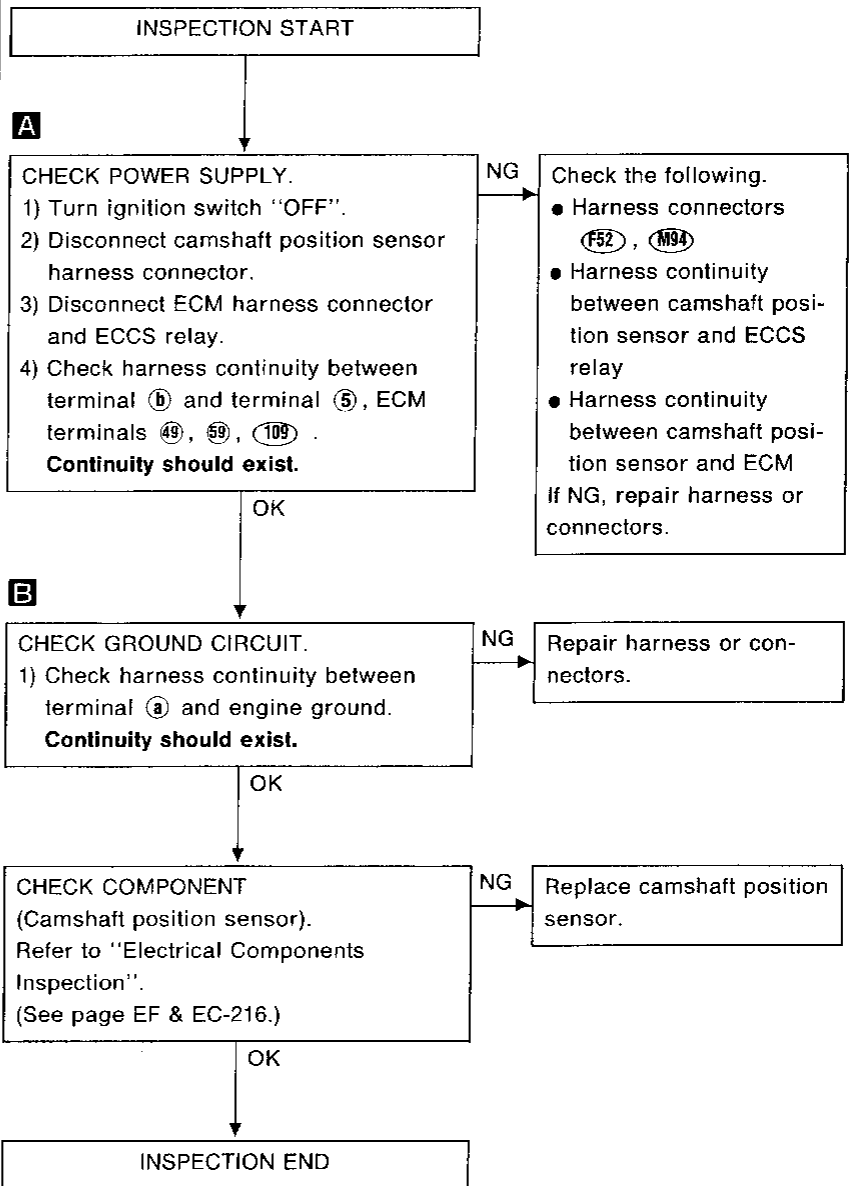 INSPECTION START
A
CHECK POWER SUPPLY.
1) Turn ignition switch "OFF".
2) Disconnect camshaft position sensor
harness connector.
3) Disconnect ECM harness connector
and ECCS relay.
4) Check harness continuity between
terminal ⓑ and terminal ⑤, ECM
terminals ㊾, 59, 109 .
Continuity should exist.
NG
Check the following.
● Harness connectors
F52 , M94
● Harness continuity
between camshaft posi-
tion sensor and ECCS
relay
● Harness continuity
between camshaft posi-
tion sensor and ECM
If NG, repair harness or
connectors.
OK
B
CHECK GROUND CIRCUIT.
1) Check harness continuity between
terminal ⓐ and engine ground.
Continuity should exist.
NG
Repair harness or con-
nectors.
OK
CHECK COMPONENT
(Camshaft position sensor).
Refer to "Electrical Components
Inspection".
(See page EF & EC-216.)
NG
Replace camshaft position
sensor.
OK
INSPECTION END